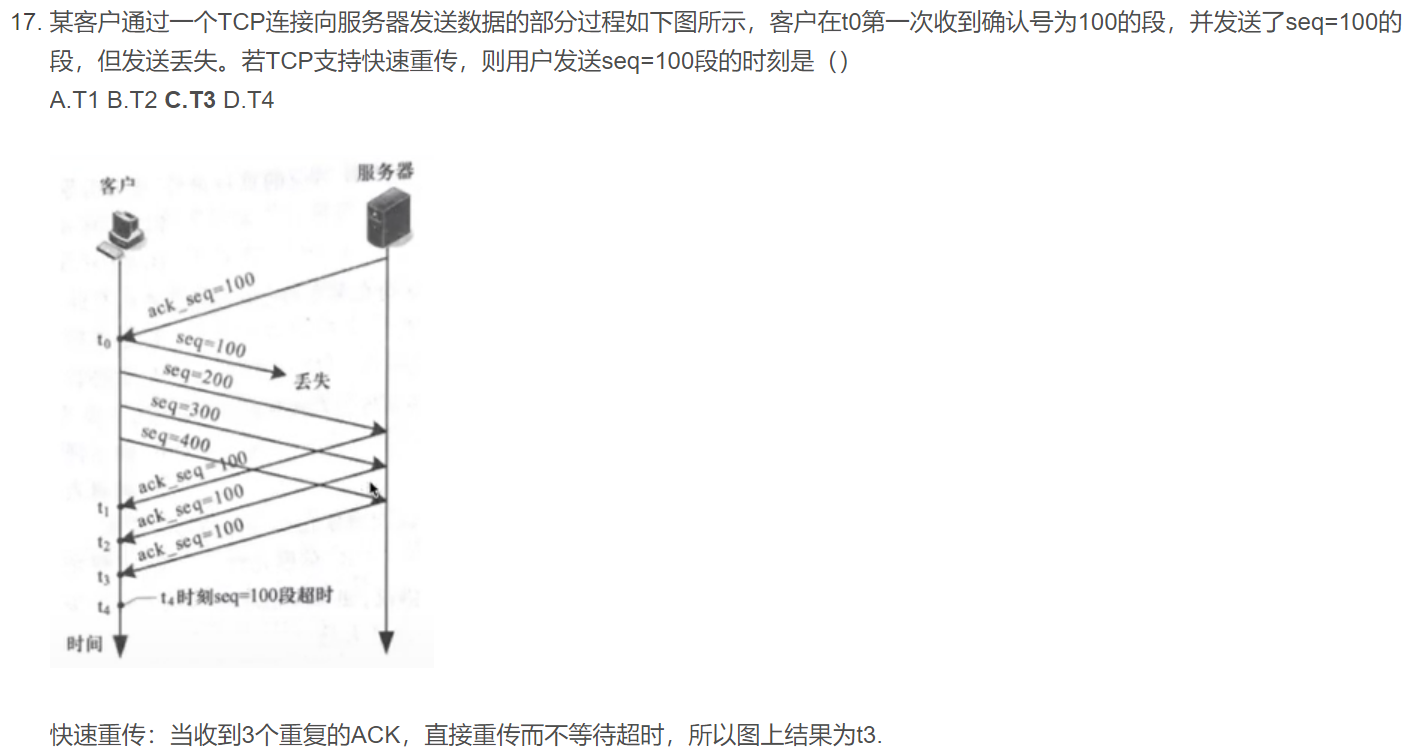 17. 某客户通过一个TCP连接向服务器发送数据的部分过程如下图所示，客户在t0第一次收到确认号为100的段，并发送了seq=100的
段，但发送丢失。若TCP支持快速重传，则用户发送seq=100段的时刻是（）
A.T1 B.T2 C.T3 D.T4
客户
服务器
ack_seq=100
t0
seq=100
丢失
seq=200
seq=300
seq=400
ack_seq=100
t1
ack_seq=100
t2
ack_seq=100
t3
t4
t4时刻seq=100段超时
时间
快速重传：当收到3个重复的ACK，直接重传而不等待超时，所以图上结果为t3.